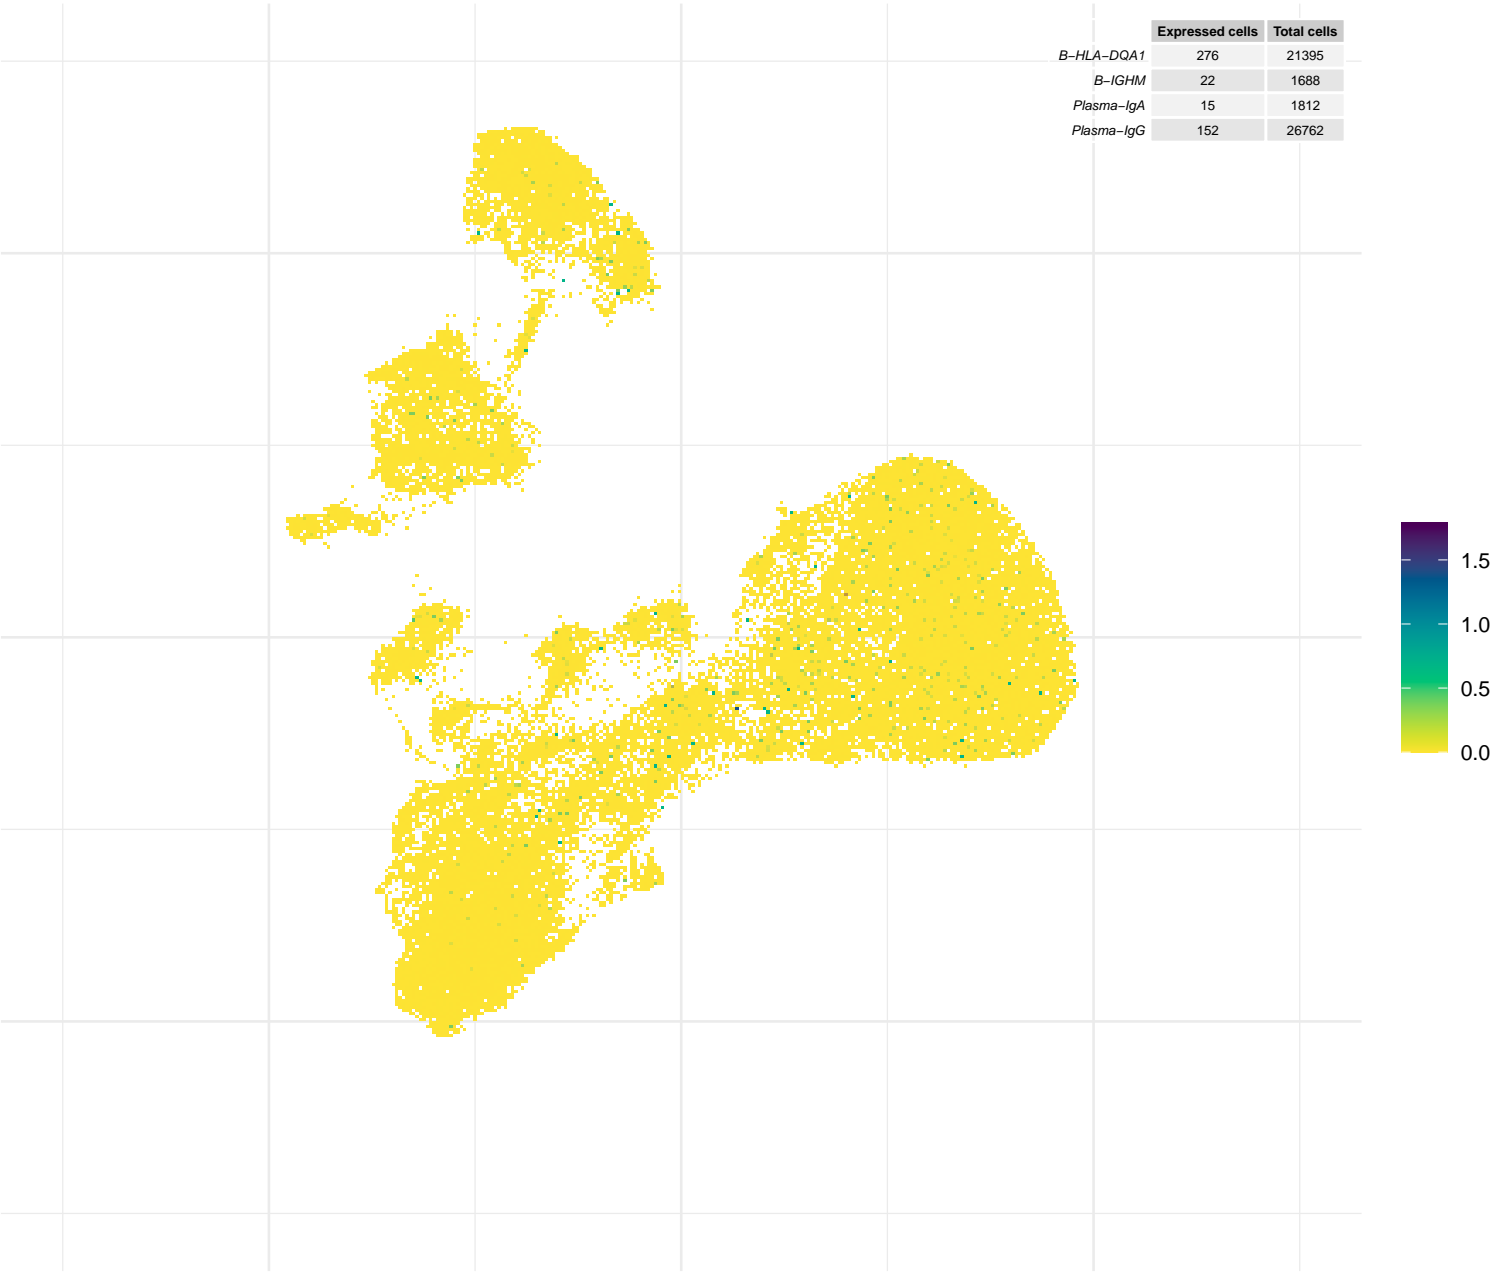 Expressed cells Total cells
B−HLA−DQA1 276 21395
B−IGHM 22 1688
Plasma−IgA 15 1812
Plasma−IgG 152 26762
1.5
1.0
0.5
0.0